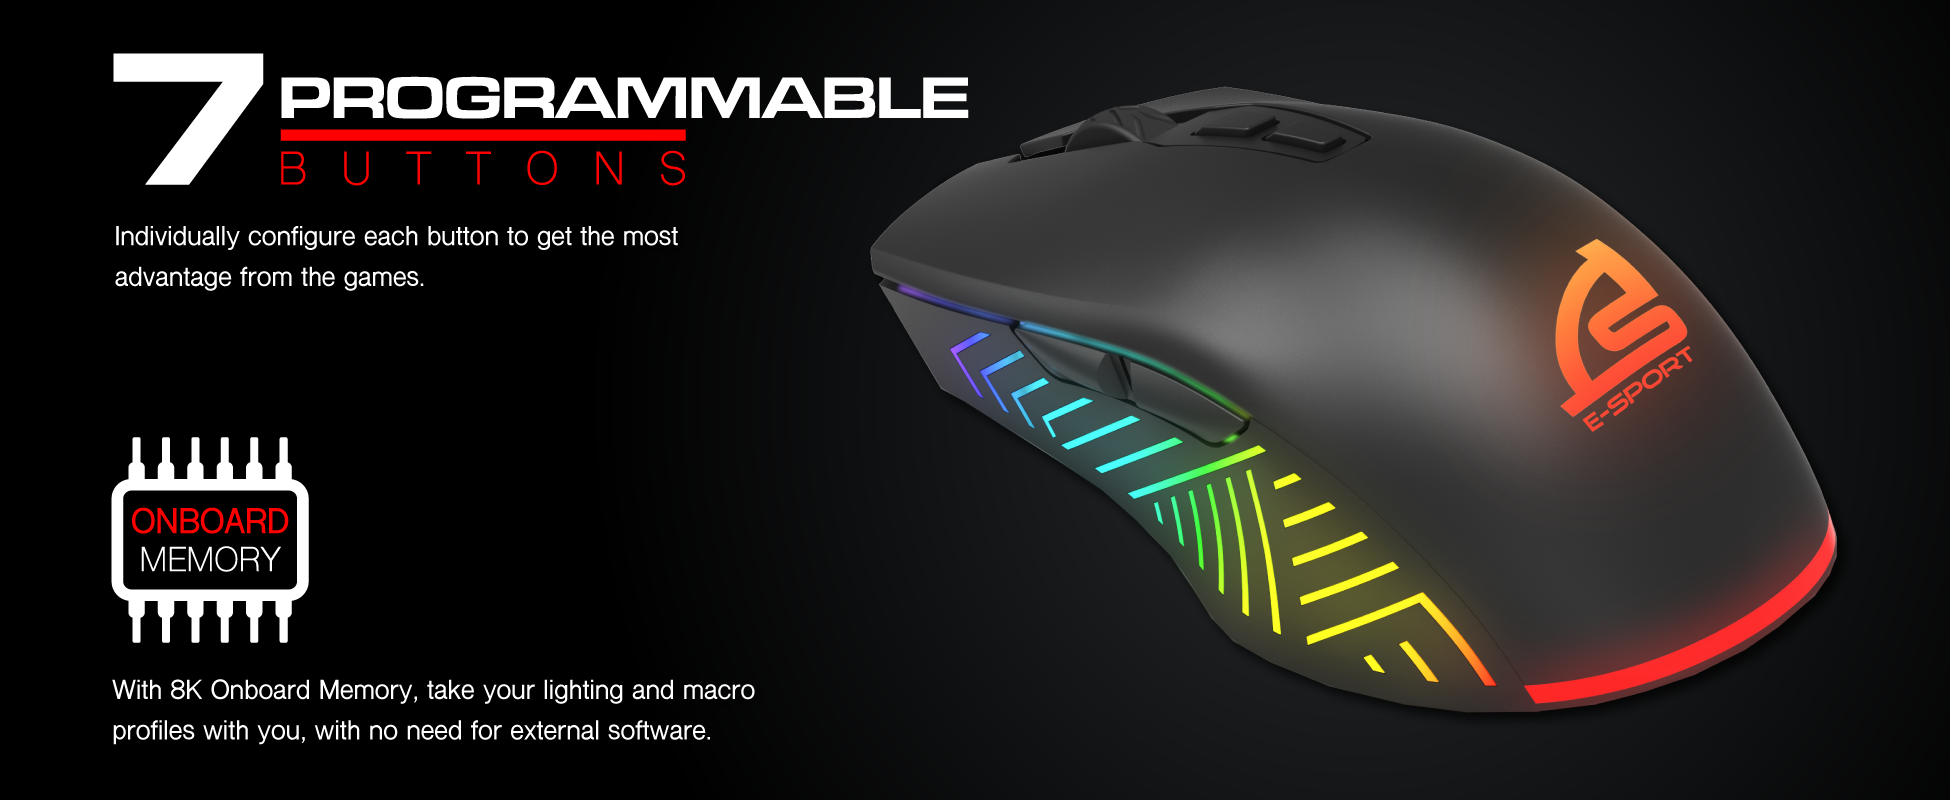 7 PROGRAMMABLE
BUTTONS
Individually configure each button to get the most
advantage from the games.
ONBOARD
MEMORY
With 8K Onboard Memory, take your lighting and macro
profiles with you, with no need for external software.
S
E-SPORT